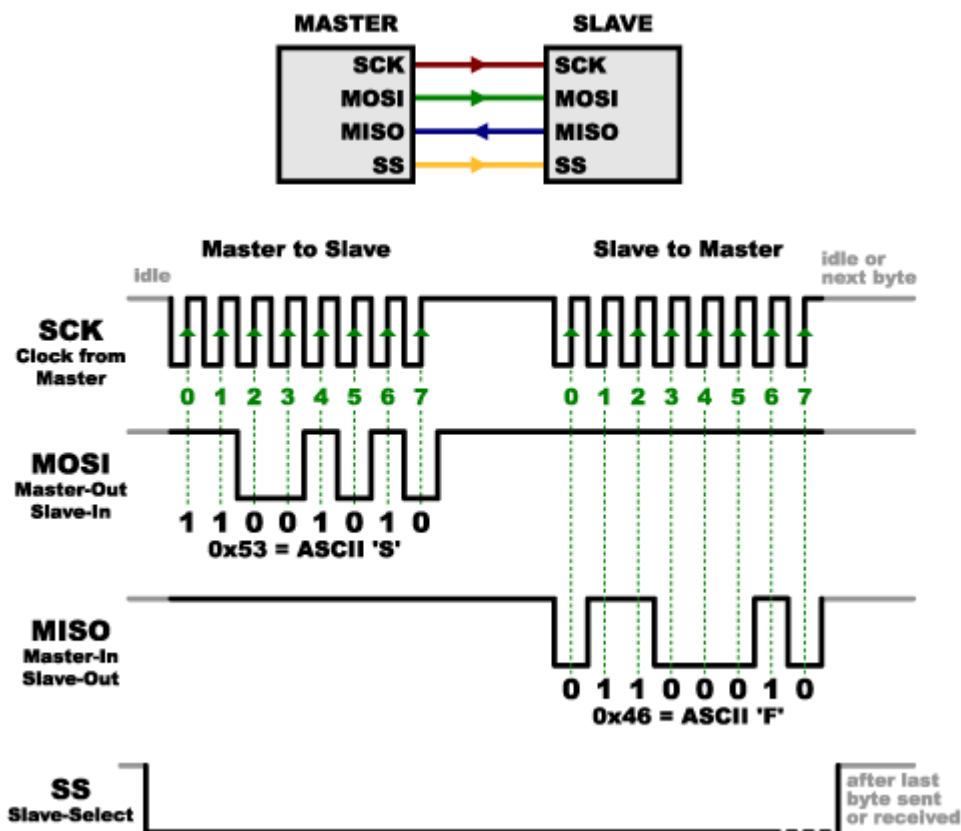 MASTER SLAVE
SCK SCK
MOSI MOSI
MISO MISO
SS SS
Master to Slave Slave to Master
idle
idle or
next byte
SCK
Clock from
Master
0 1 2 3 4 5 6 7 0 1 2 3 4 5 6 7
MOSI
Master-Out
Slave-In
1 1 0 0 1 0 1 0
0x53 = ASCII 'S'
MISO
Master-In
Slave-Out
0 1 1 0 0 0 1 0
0x46 = ASCII 'F'
SS
Slave-Select
after last
byte sent
or received